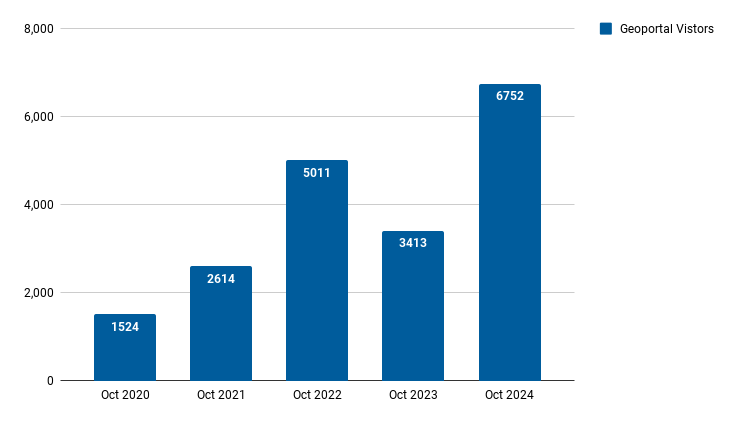 8,000
6,000
4,000
2,000
0
Geoportal Vistors
1524
2614
5011
3413
6752
Oct 2020
Oct 2021
Oct 2022
Oct 2023
Oct 2024